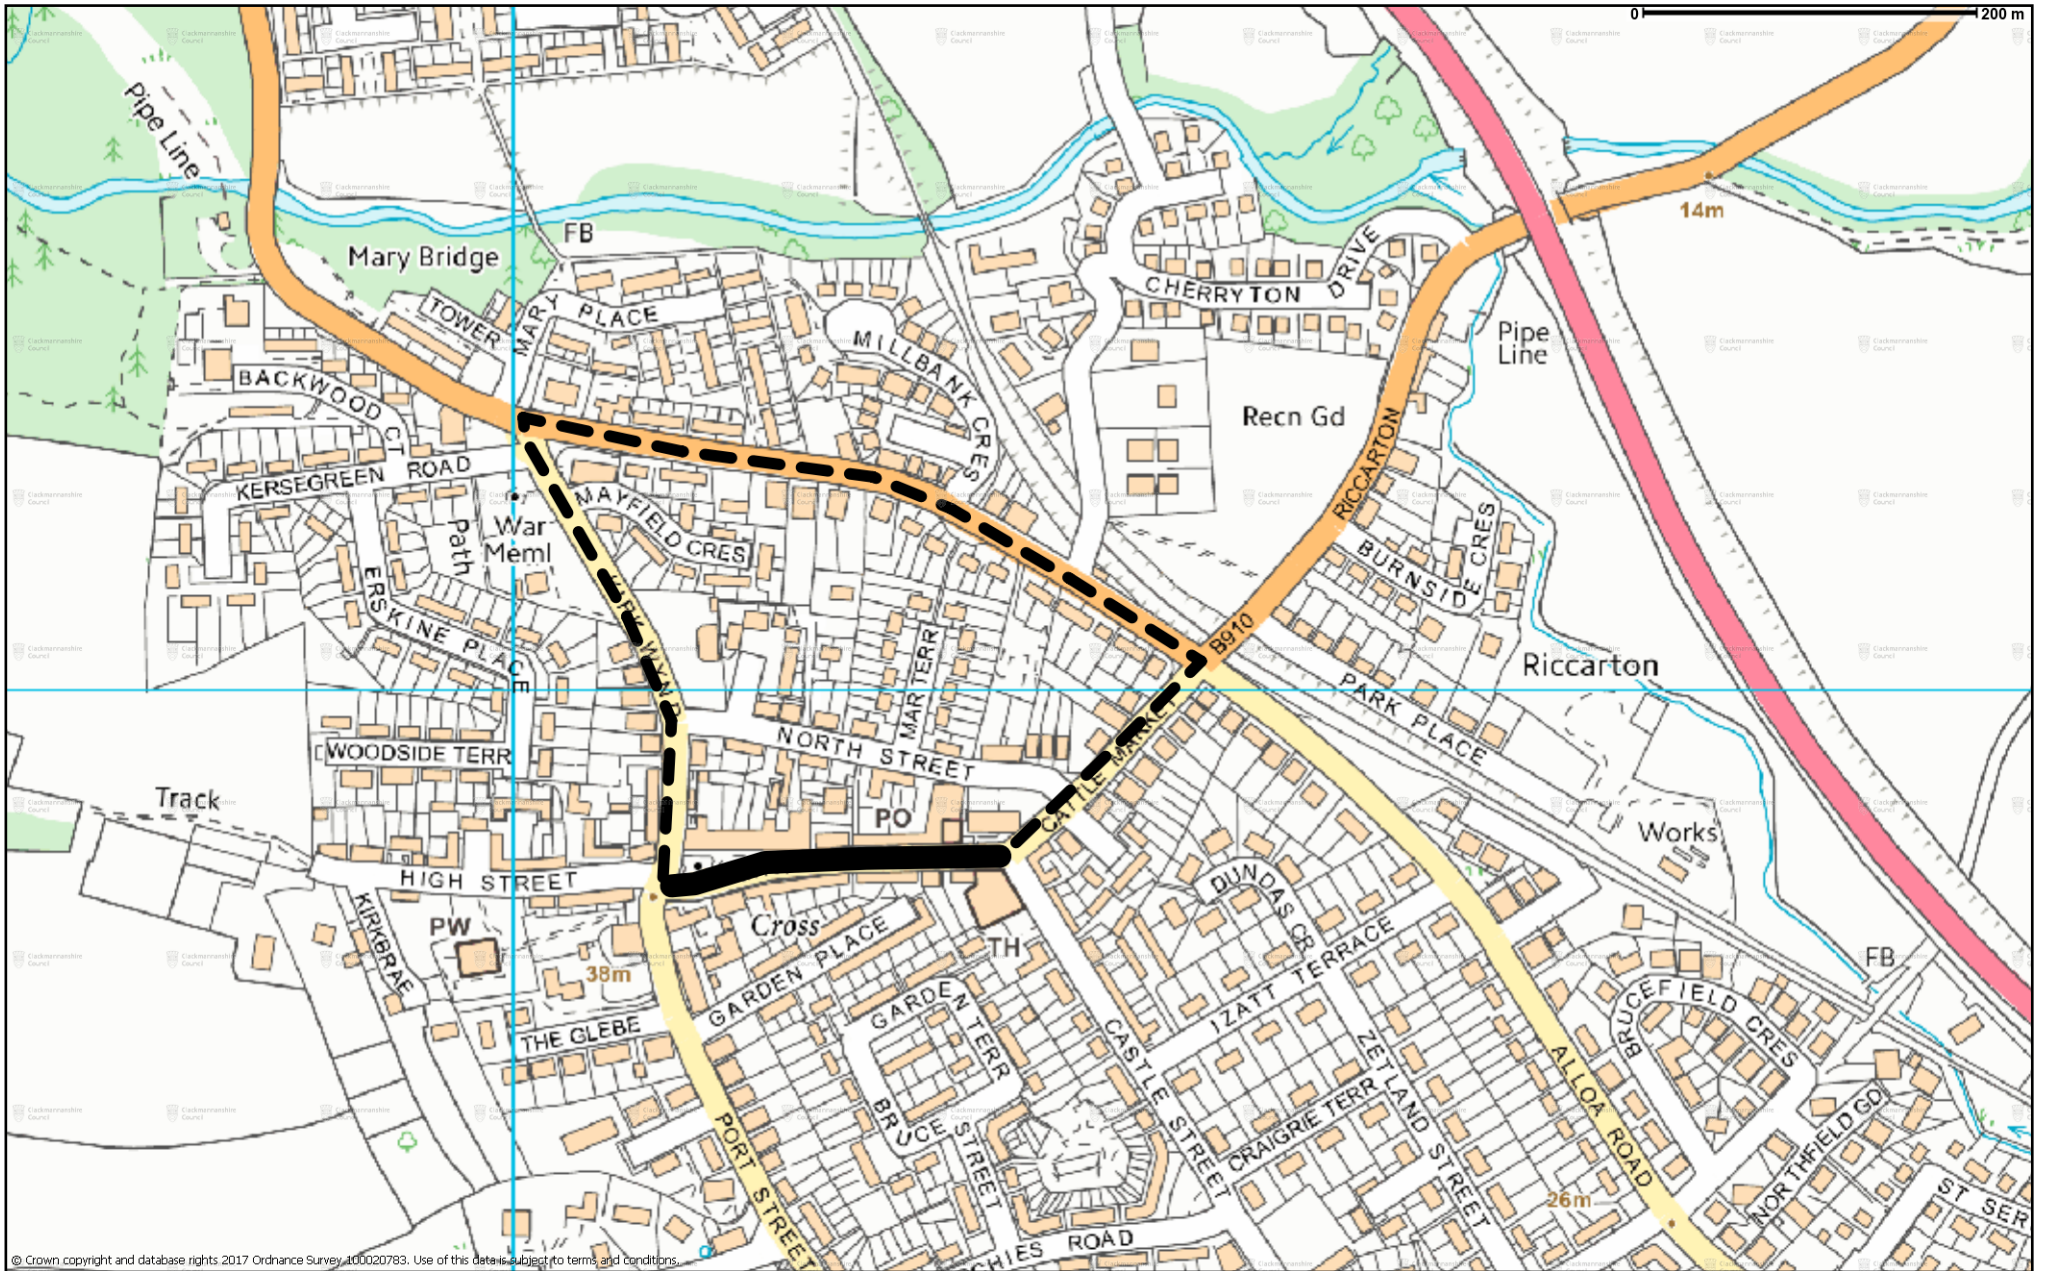 0
200 m
Pipe Line
14m
FB
Mary Bridge
CHERRYTON DRIVE
TOWER
MARY PLACE
MILLBANK CRES
Pipe
Line
BACKWOOD CT
Recn Gd
RICCARTON
KERSEGREEN ROAD
MAYFIELD CRES
War
Meml
Path
BURNSIDE CRES
ERSKINE PLACE
KIRK WYND
B910
Riccarton
MAR TERR
PARK PLACE
NORTH STREET
WOODSIDE TERR
CATTLE MARKET
Track
PO
Works
HIGH STREET
DUNDAS CR
KIRKBRAE
PW
Cross
GARDEN PLACE
TH
38m
IZATT TERRACE
FB
THE GLEBE
GARDEN TERR
BRUCEFIELD CRES
CASTLE STREET
ZETLAND STREET
ALLOA ROAD
BRUCE STREET
CRAIGRIE TERR
NORTHFIELD GD
PORT STREET
26m
ST SER
HIES ROAD
Clackmannanshire
Council
© Crown copyright and database rights 2017 Ordnance Survey 100020783. Use of this data is subject to terms and conditions.